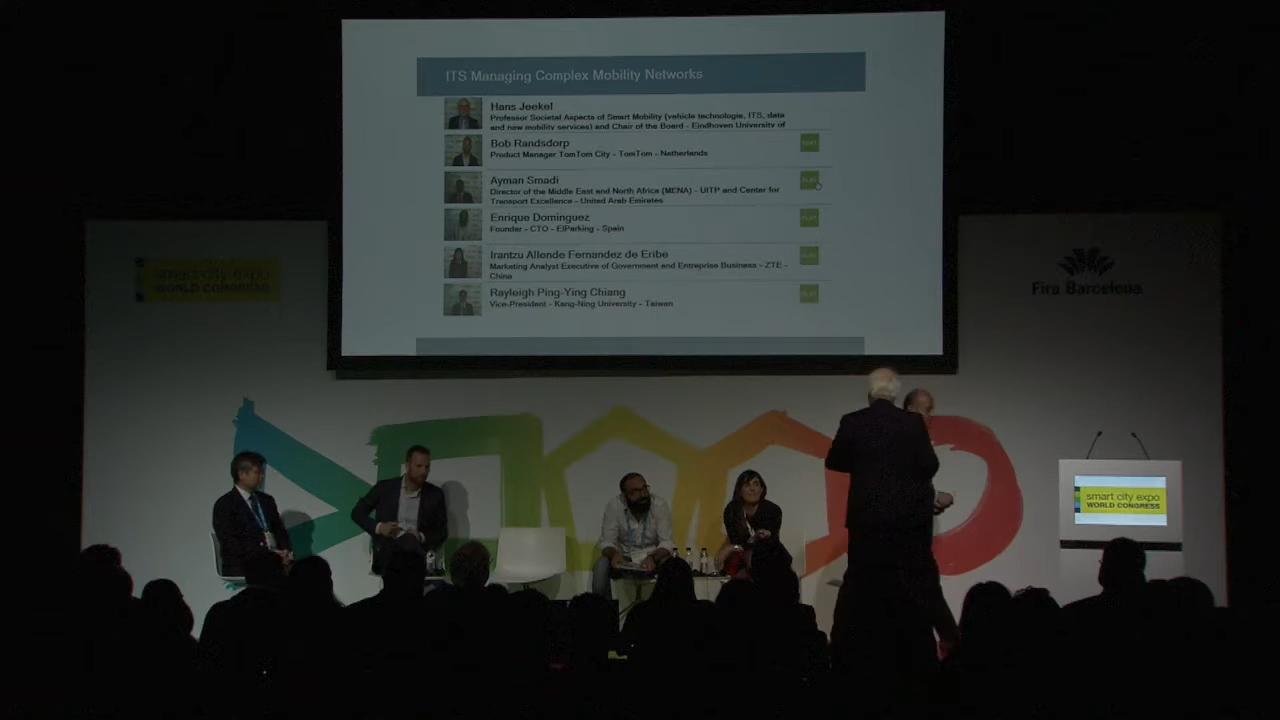 ITS Managing Complex Mobility Networks
Hans Jeekel
Professor Societal Aspects of Smart Mobility (vehicle technologie, ITS, data
and new mobility services) and Chair of the Board - Eindhoven University of
Bob Randsdorp
Product Manager TomTom City - TomTom - Netherlands
Ayman Smadi
Director of the Middle East and North Africa (MENA) - UITP and Center for
Transport Excellence - United Arab Emirates
Enrique Dominguez
Founder - CTO - ElParking - Spain
Irantzu Allende Fernandez de Eribe
Marketing Analyst Executive of Government and Entreprise Business - ZTE -
China
Rayleigh Ping-Ying Chiang
Vice-President - Kang-Ning University - Taiwan
smart city expo
WORLD CONGRESS
Fira Barcelona
smart city expo
WORLD CONGRESS